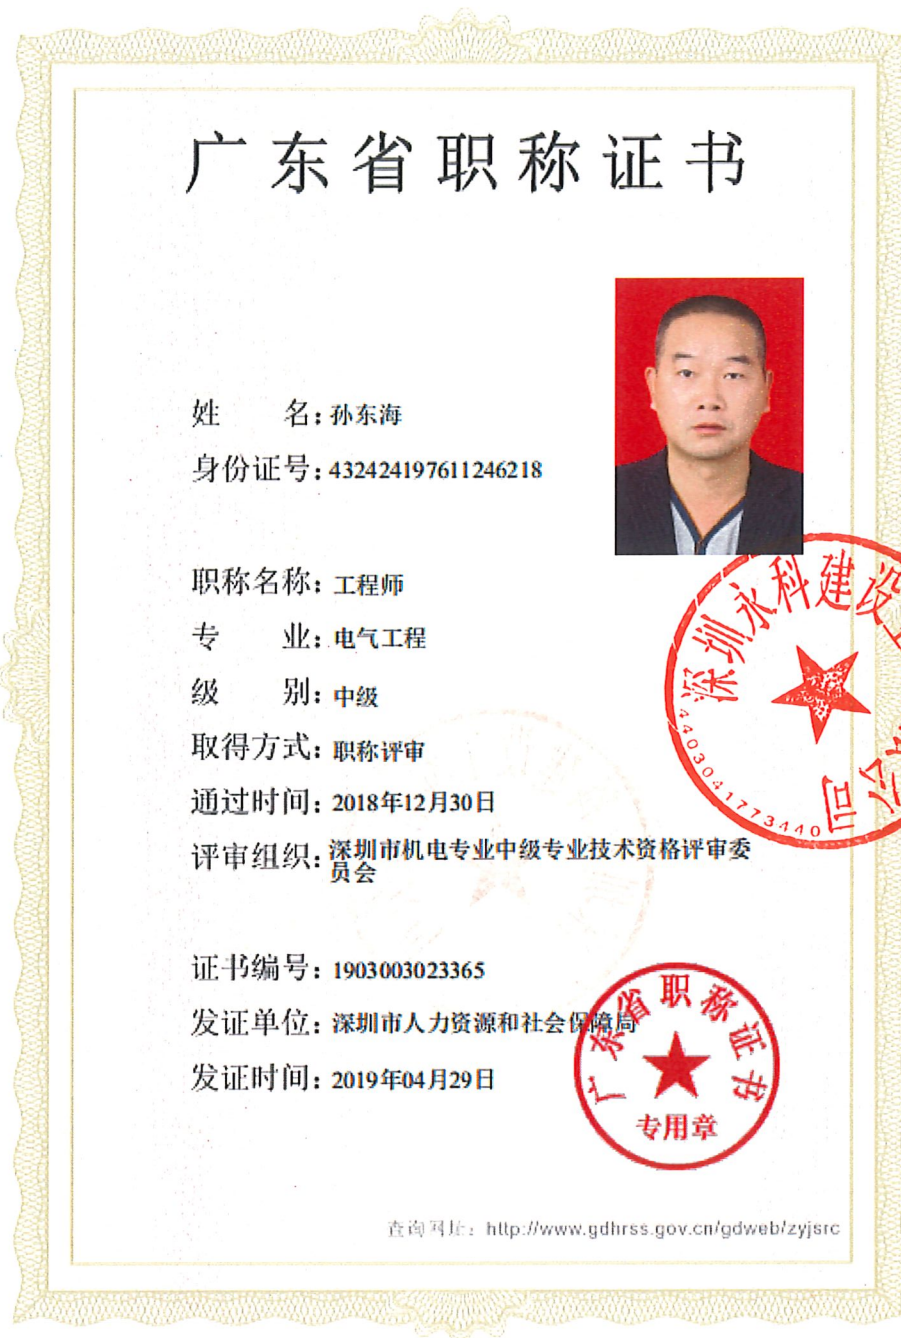 广东省职称证书
姓 名：孙东海
身份证号：432424197611246218
职称名称：工程师
专 业：电气工程
级 别：中级
取得方式：职称评审
通过时间：2018年12月30日
评审组织：深圳市机电专业中级专业技术资格评审委
员会
证书编号：1903003023365
发证单位：深圳市人力资源和社会保障局
发证时间：2019年04月29日
深圳永科建设
公司
4403041773440
广东省职称证书
专用章
查询网址：http://www.gdhrss.gov.cn/gdweb/zyjsrc